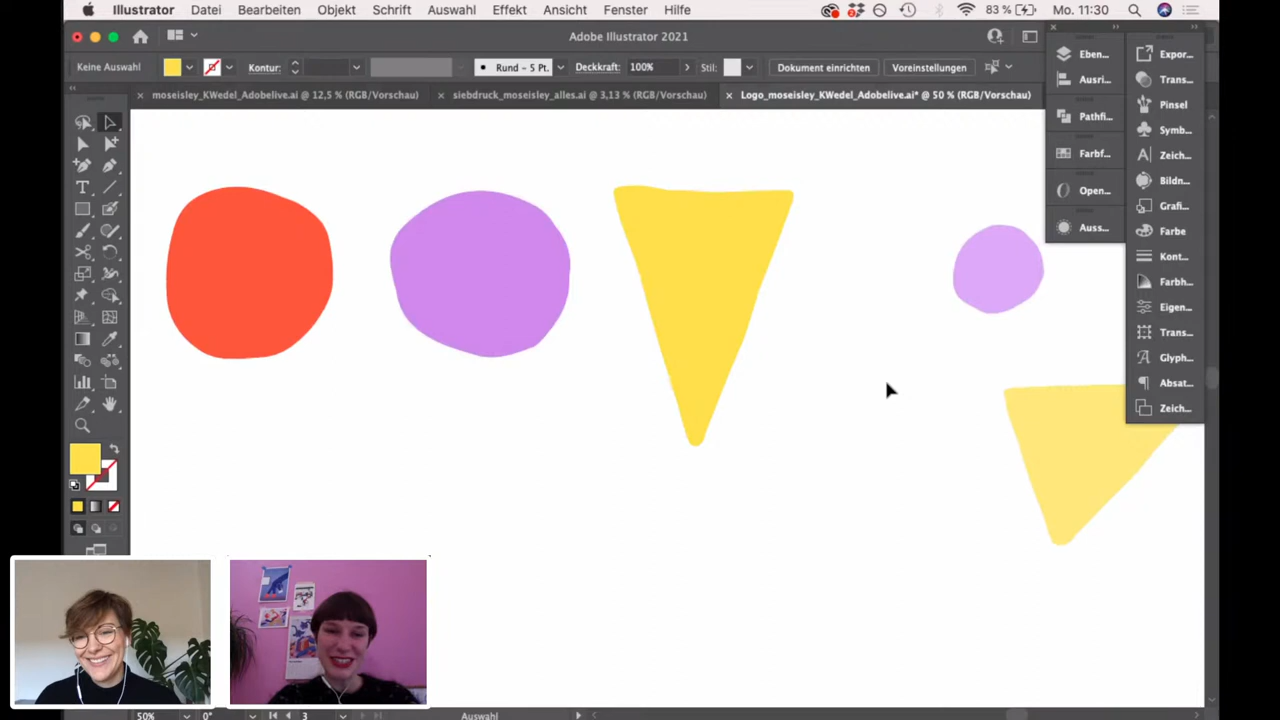 Illustrator Datei Bearbeiten Objekt Schrift Auswahl Effekt Ansicht Fenster Hilfe 2 83 % Mo. 11:30
Adobe Illustrator 2021
Keine Auswahl Kontur: Rund – 5 Pt. Deckkraft: 100% Stil: Dokument einrichten Voreinstellungen
moseisley_KWedel_Adobelive.ai @ 12,5 % (RGB/Vorschau)
siebdruck_moseisley_alles.ai @ 3,13 % (RGB/Vorschau)
Logo_moseisley_KWedel_Adobelive.ai* @ 50 % (RGB/Vorschau)
Eben...
Ausri...
Pathfi...
Farbf...
Open...
Auss...
Expor...
Trans...
Pinsel
Symb...
Zeich...
Bildn...
Grafi...
Farbe
Kont...
Farbh...
Eigen...
Trans...
Glyph...
Absat...
Zeich...
50% 0° 3 Auswahl